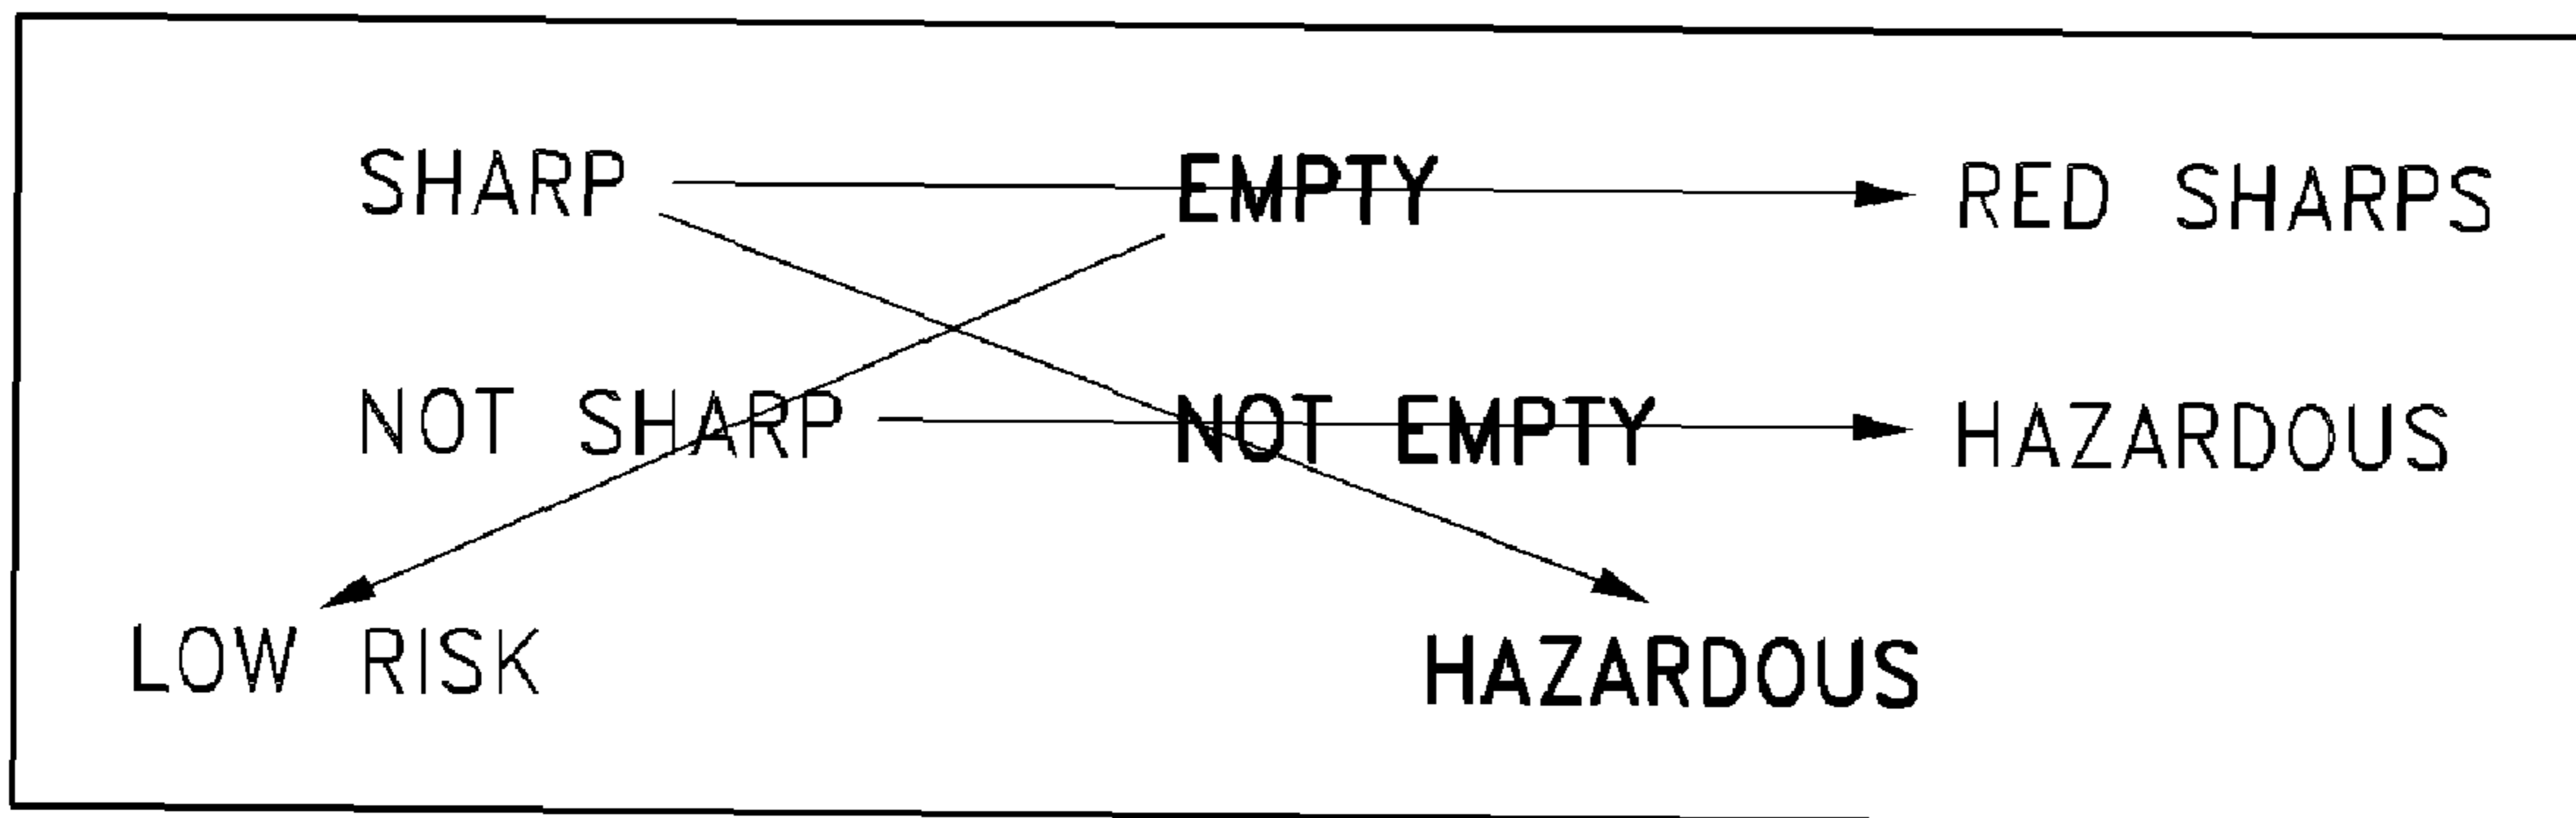 SHARP EMPTY RED SHARPS
NOT SHARP NOT EMPTY HAZARDOUS
LOW RISK HAZARDOUS